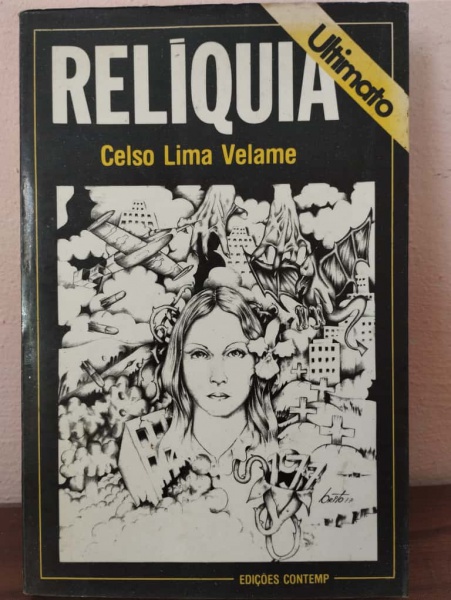 RELÍQUIA
Ultimato
Celso Lima Velame
EDIÇÕES CONTEMP